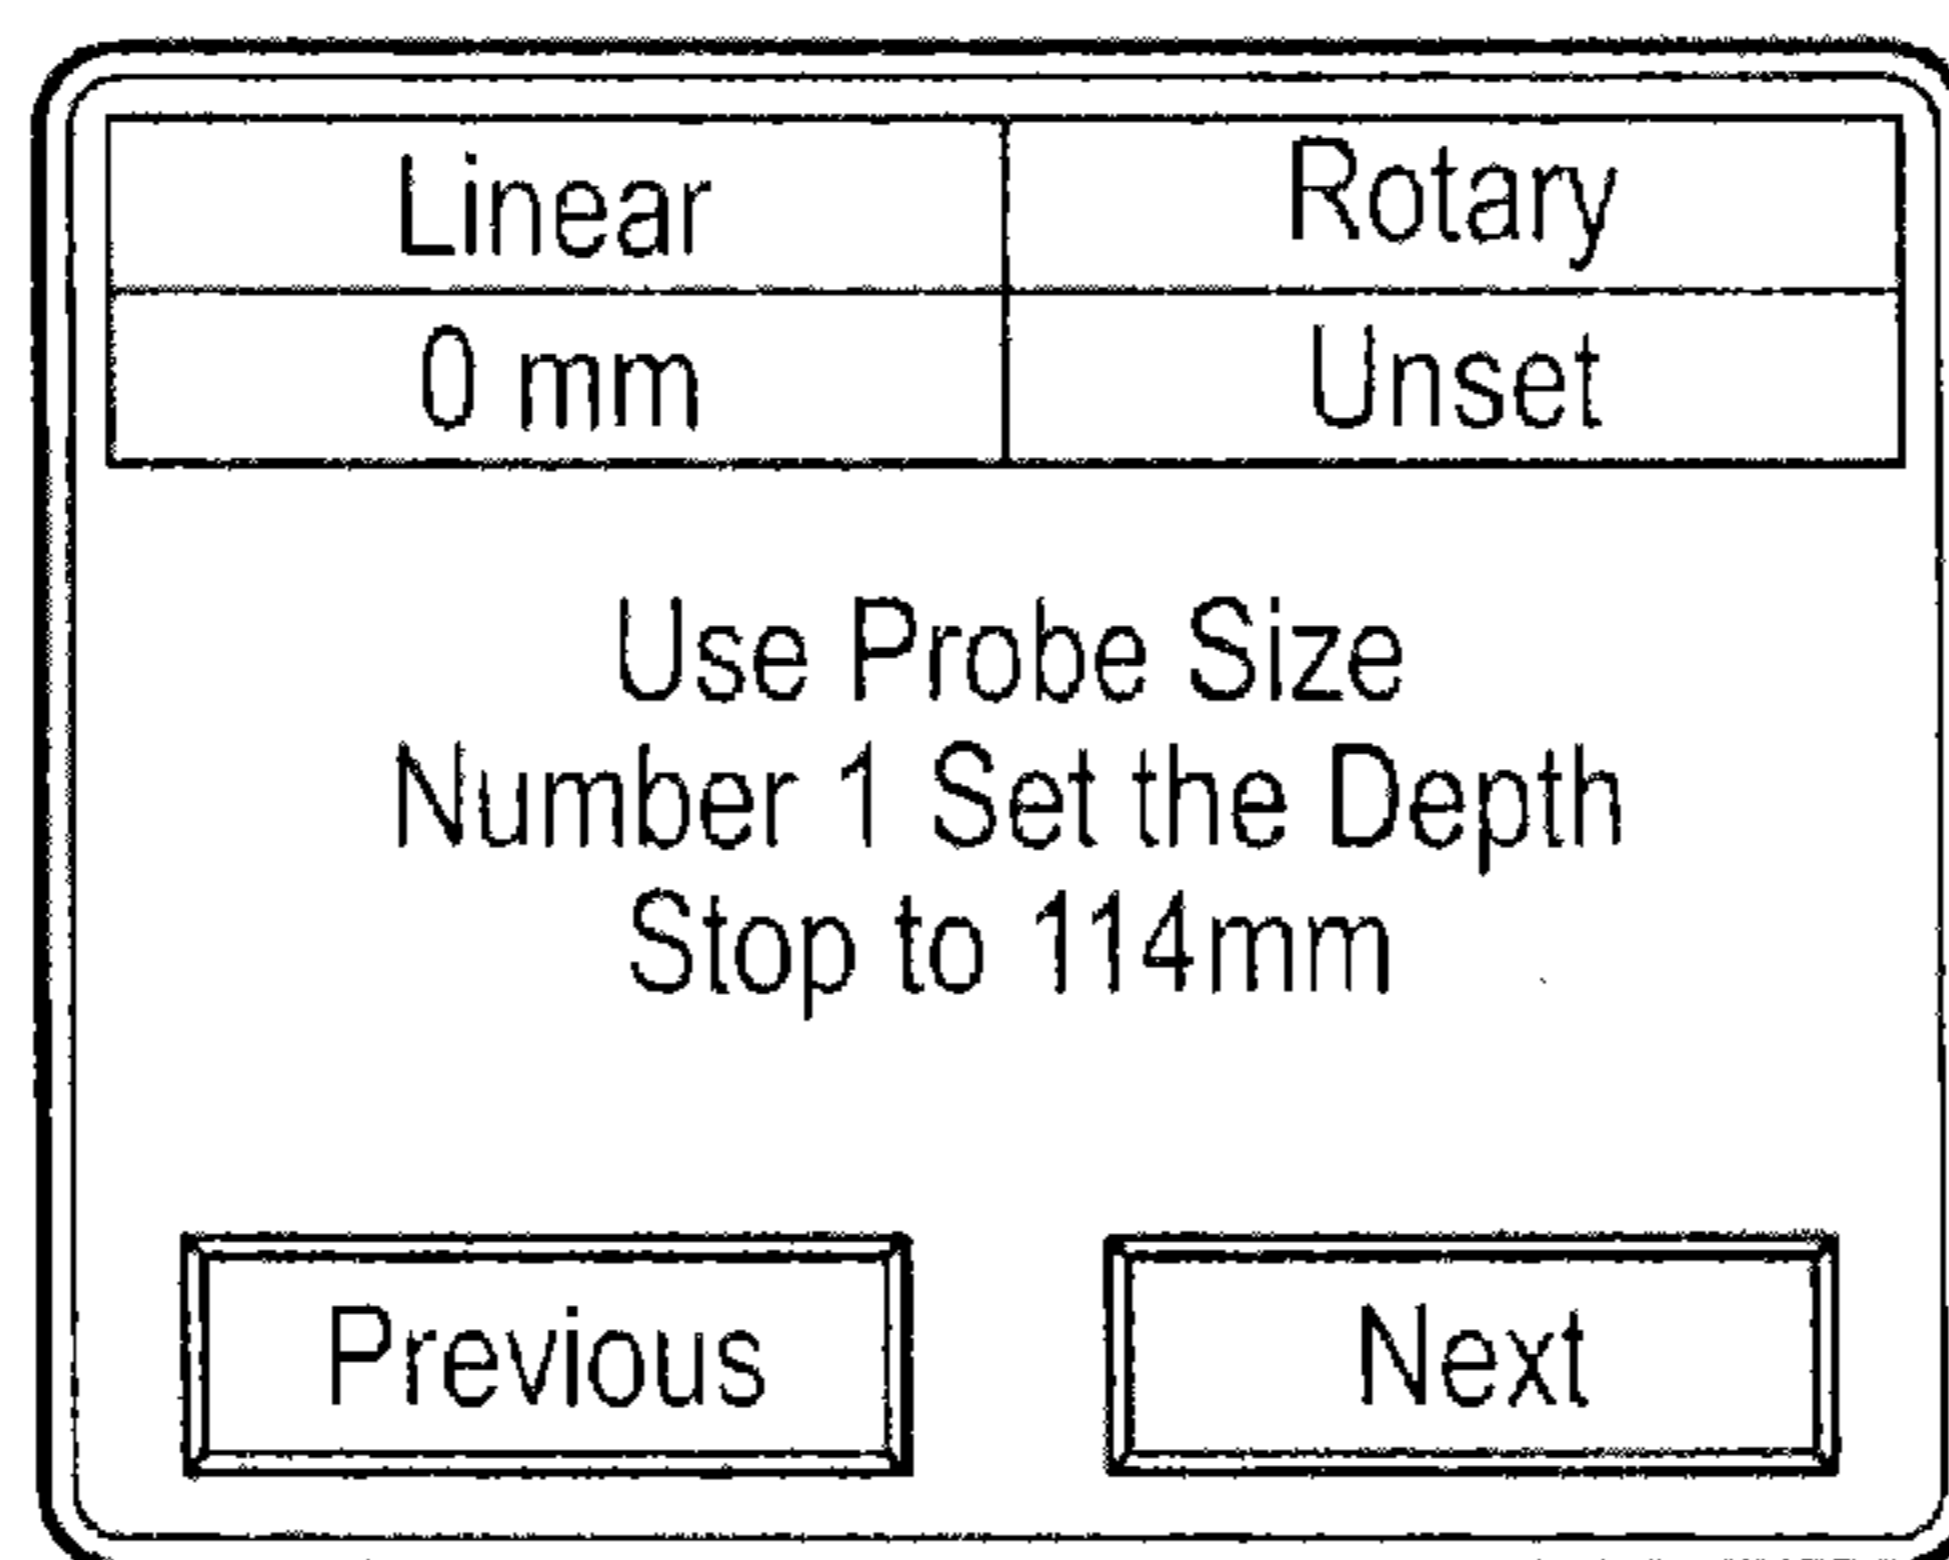 Linear Rotary
0 mm Unset
Use Probe Size
Number 1 Set the Depth
Stop to 114mm
Previous Next